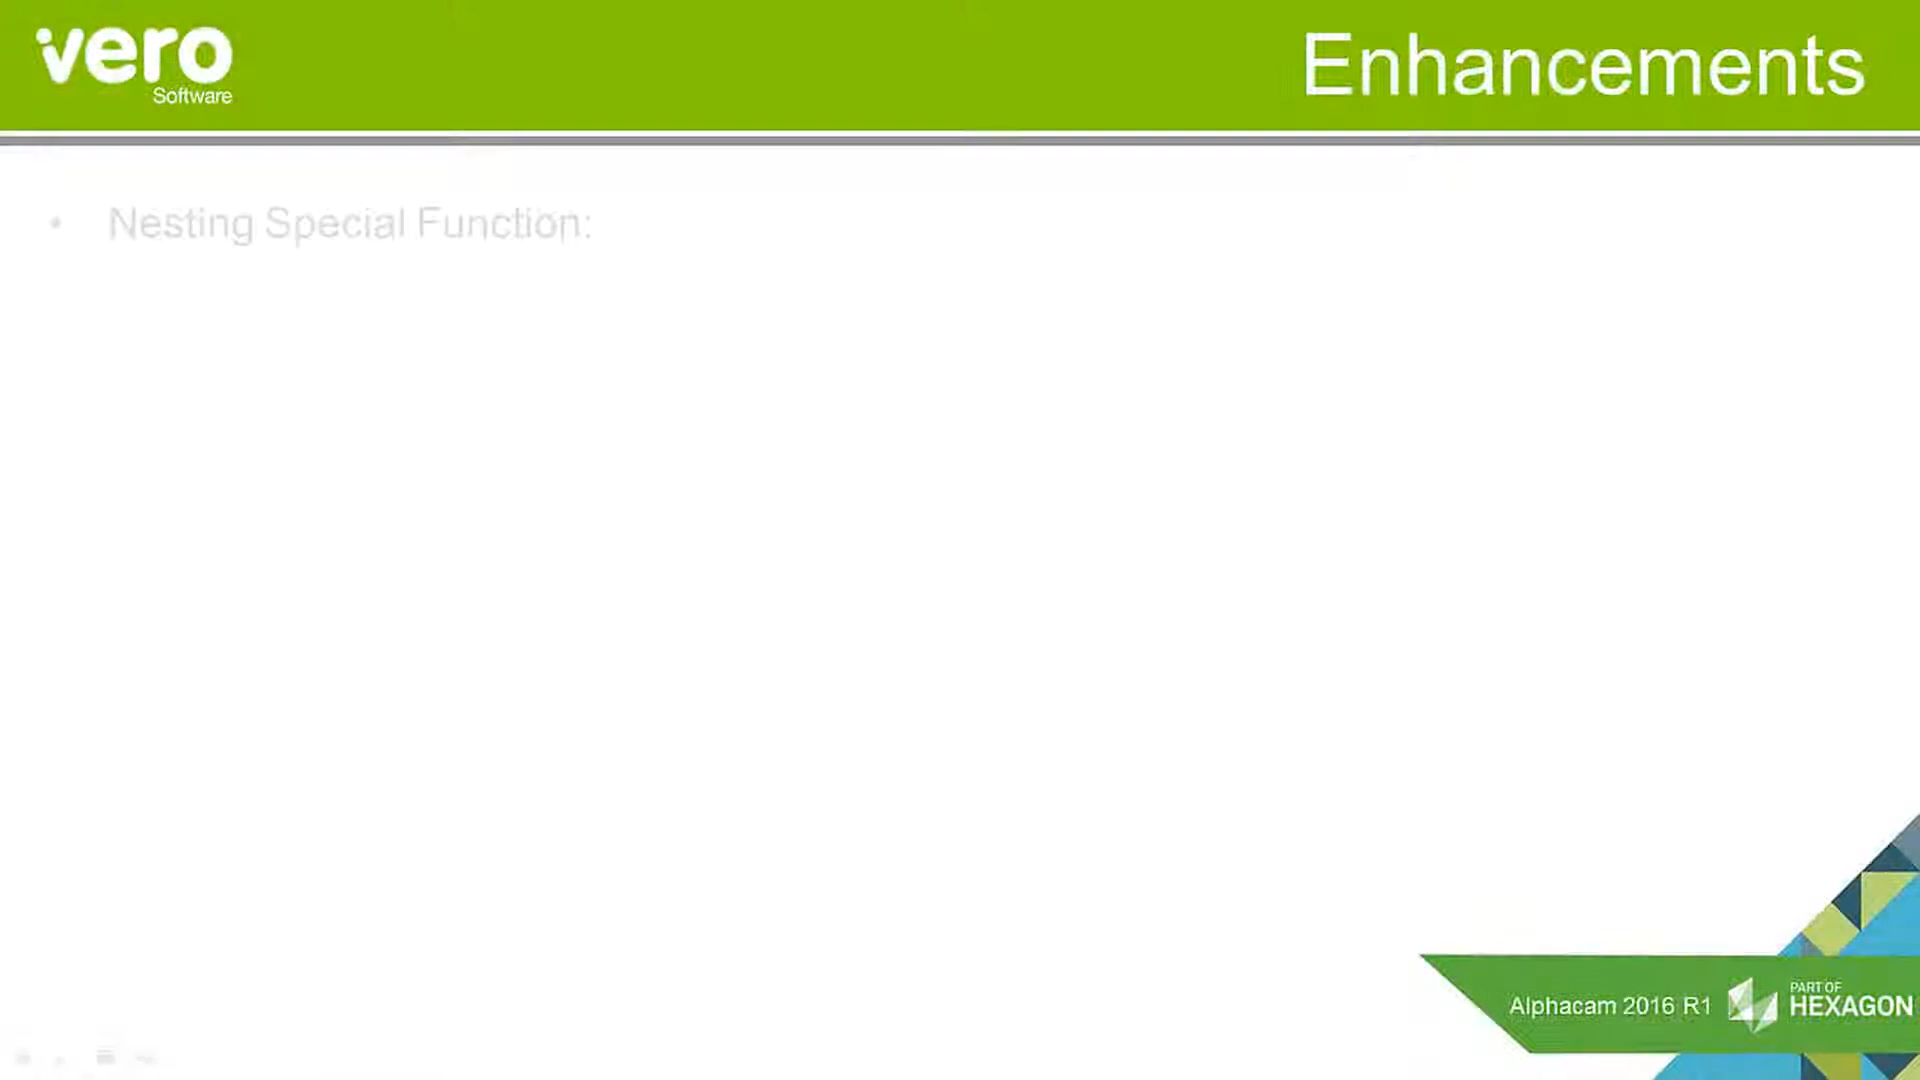 vero
Software
Enhancements
• Nesting Special Function:
Alphacam 2016 R1
PART OF
HEXAGON